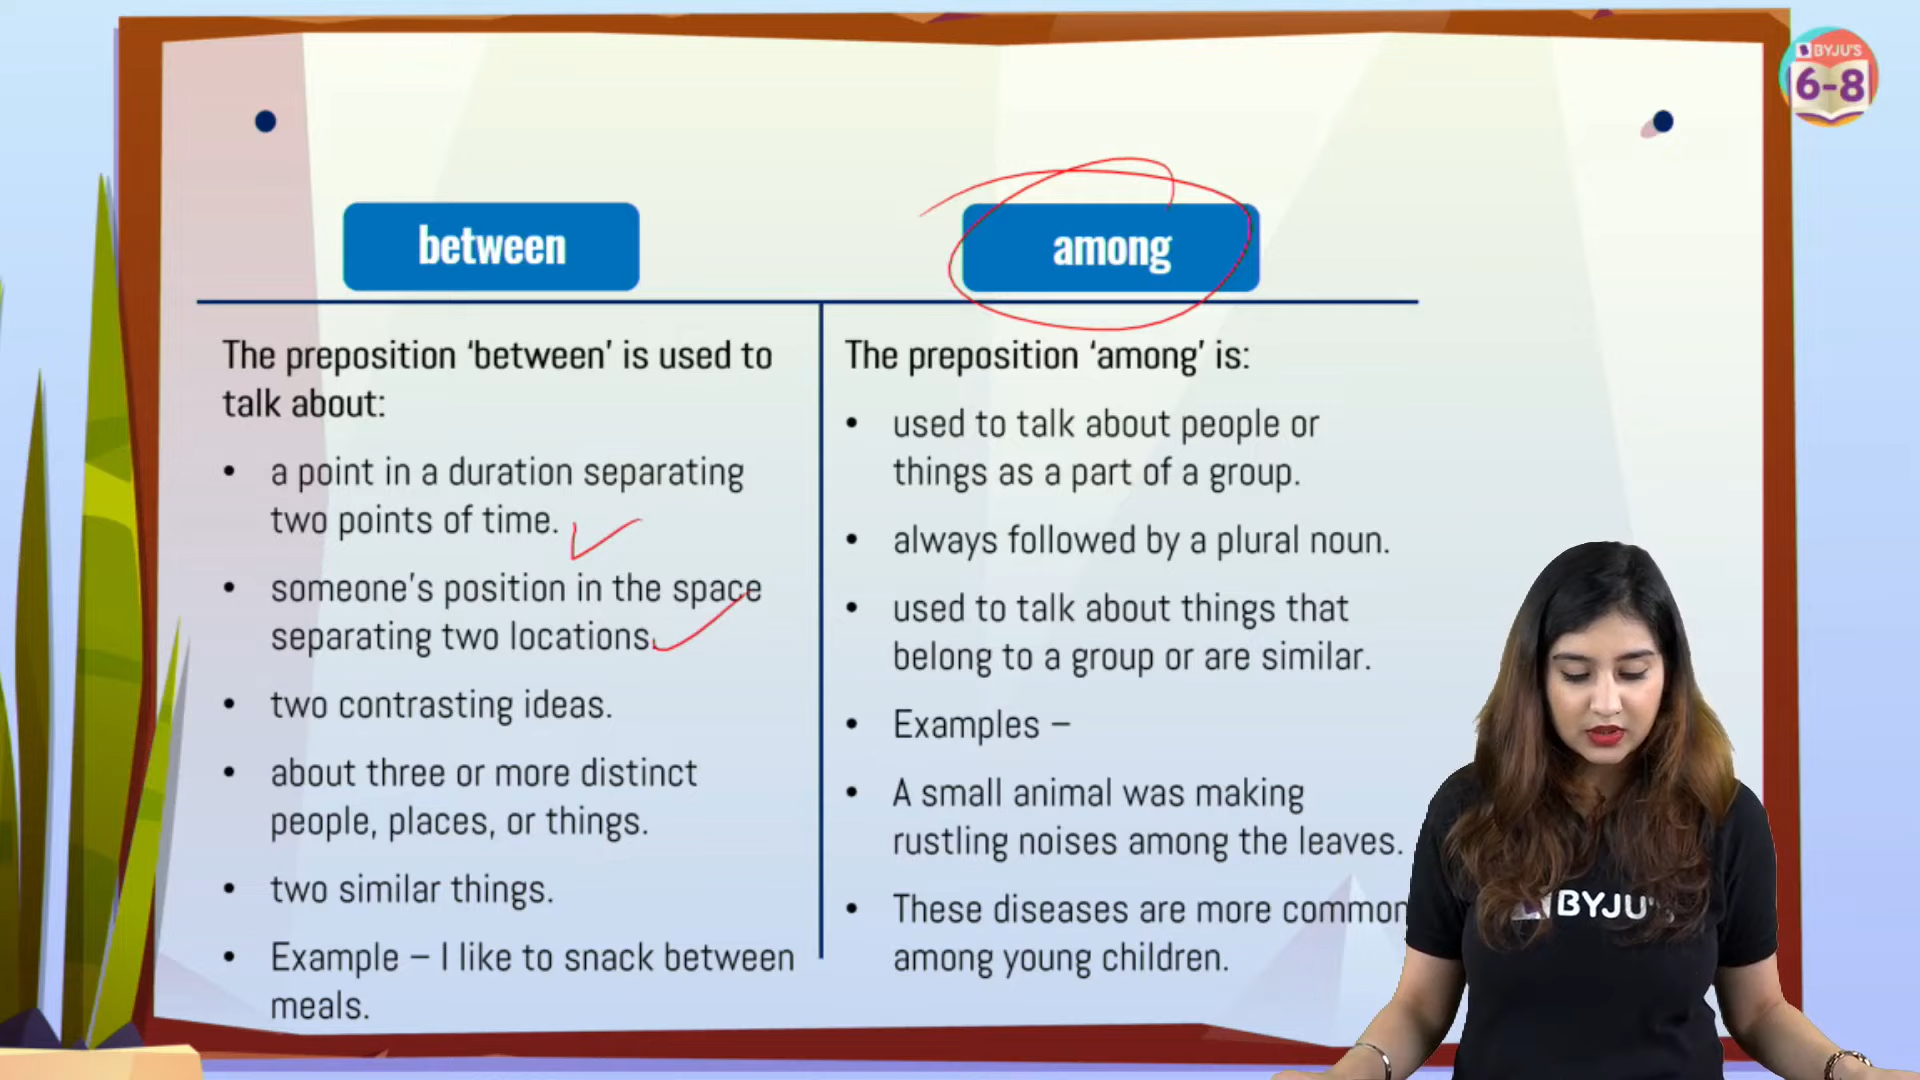 BYJU'S
6-8
between
The preposition ‘between’ is used to
talk about:
• a point in a duration separating
two points of time.
• someone's position in the space
separating two locations.
• two contrasting ideas.
• about three or more distinct
people, places, or things.
• two similar things.
• Example – I like to snack between
meals.
among
The preposition ‘among’ is:
• used to talk about people or
things as a part of a group.
• always followed by a plural noun.
• used to talk about things that
belong to a group or are similar.
• Examples –
• A small animal was making
rustling noises among the leaves.
• These diseases are more common
among young children.
BYJU'S